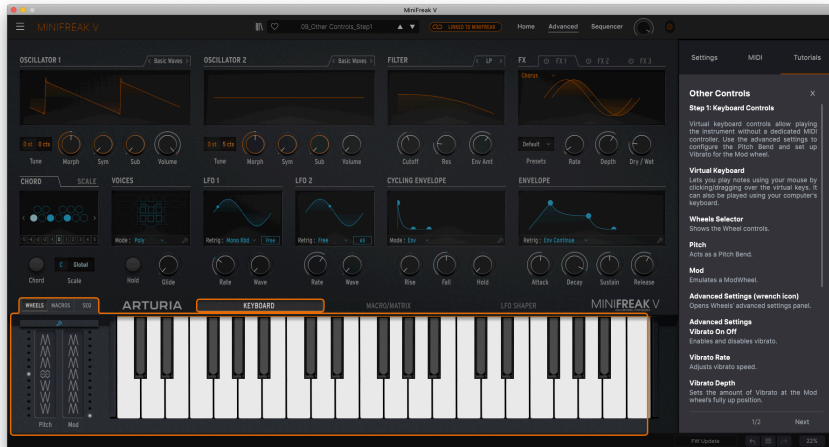 MiniFreak V
MINIFREAK V
09_Other Controls_Step1
LINKED TO MINIFREAK
Home
Advanced
Sequencer
OSCILLATOR 1
Basic Waves
OSCILLATOR 2
Basic Waves
FILTER
LP
FX
FX 1
FX 2
FX 3
Chorus
0 st 0 cts
Tune
Morph
Sym
Sub
Volume
0 st 5 cts
Tune
Morph
Sym
Sub
Volume
Cutoff
Res
Env Amt
Default
Presets
Rate
Depth
Dry / Wet
CHORD
SCALE
VOICES
LFO 1
LFO 2
CYCLING ENVELOPE
ENVELOPE
Mode : Poly
Retrig : Mono Kbd
Free
Retrig : Free
All
Mode : Env
Retrig : Env Continue
C
Global
Chord
Scale
Hold
Glide
Rate
Wave
Rate
Wave
Rise
Fall
Hold
Attack
Decay
Sustain
Release
WHEELS
MACROS
SEQ
ARTURIA
KEYBOARD
MACRO/MATRIX
LFO SHAPER
MINIFREAK V
Pitch
Mod
Settings
MIDI
Tutorials
Other Controls
X
Step 1: Keyboard Controls
Virtual keyboard controls allow playing
the instrument without a dedicated MIDI
controller. Use the advanced settings to
configure the Pitch Bend and set up
Vibrato for the Mod wheel.
Virtual Keyboard
Lets you play notes using your mouse by
clicking/dragging over the virtual keys. It
can also be played using your computer's
keyboard.
Wheels Selector
Shows the Wheel controls.
Pitch
Acts as a Pitch Bend.
Mod
Emulates a ModWheel.
Advanced Settings (wrench icon)
Opens Wheels' advanced settings panel.
Advanced Settings
Vibrato On Off
Enables and disables vibrato.
Vibrato Rate
Adjusts vibrato speed.
Vibrato Depth
Sets the amount of Vibrato at the Mod
wheel's fully up position.
1/2
Next
FW Update
22%